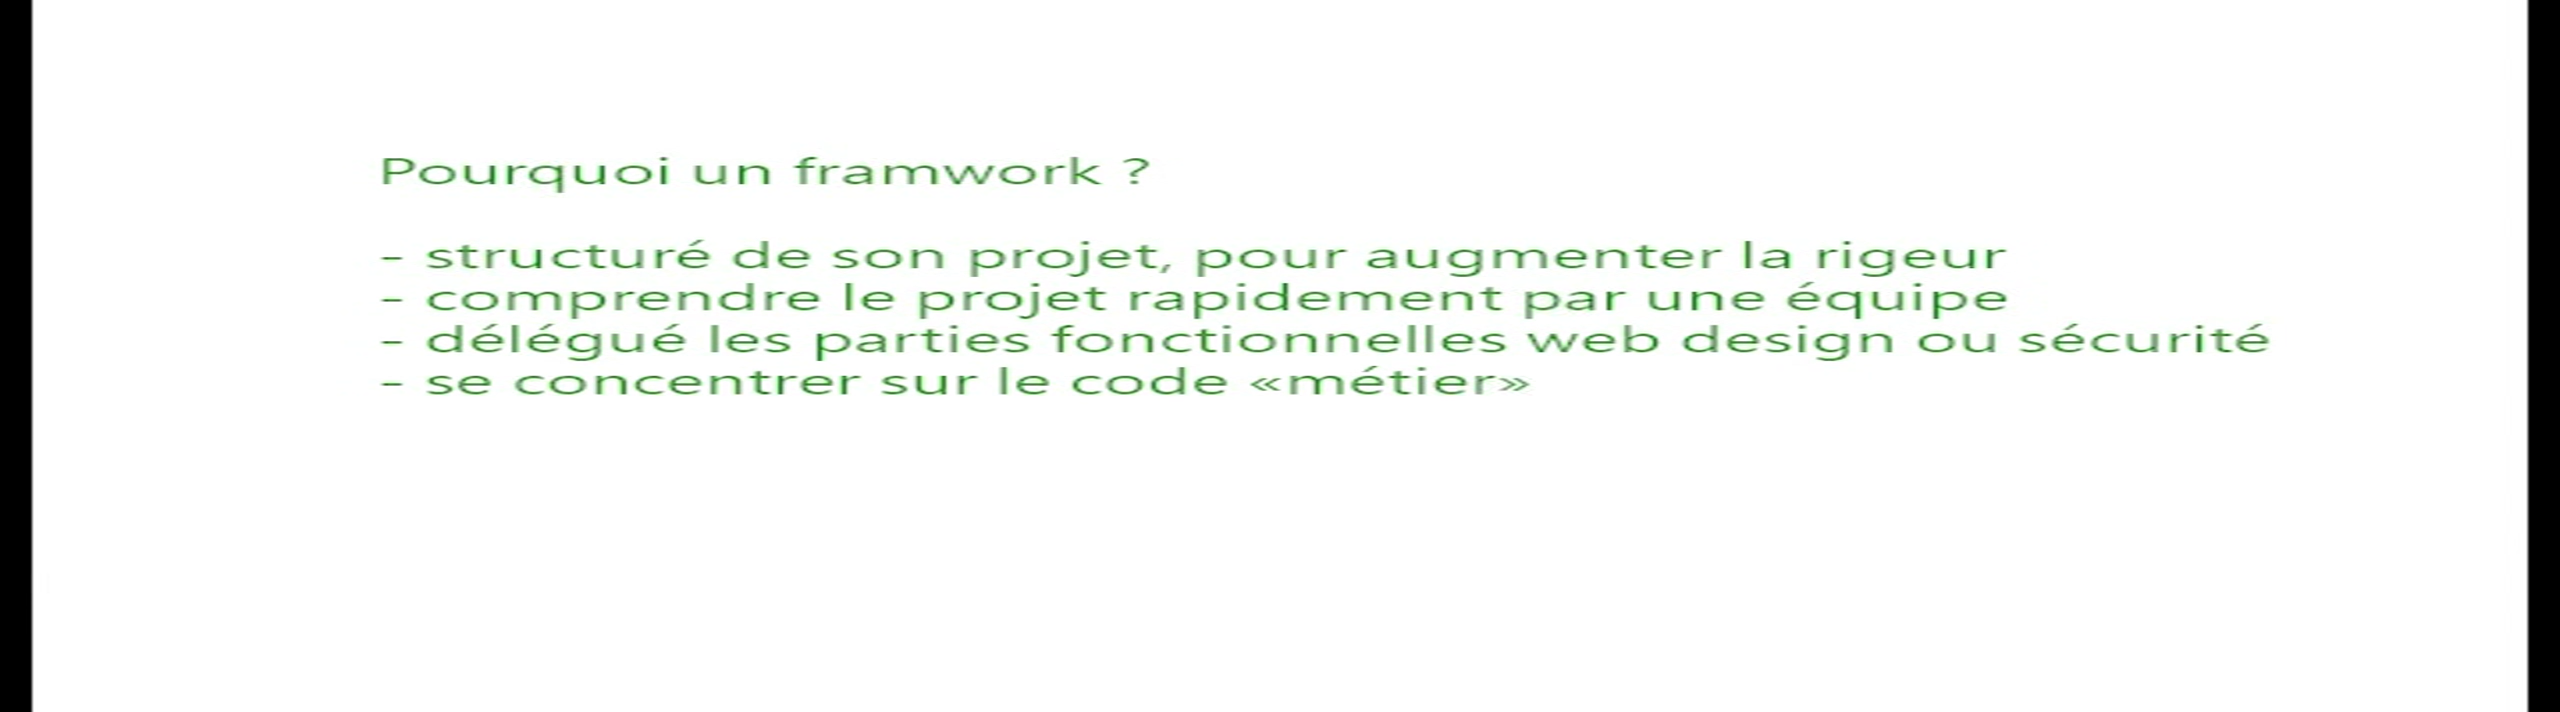 Pourquoi un framwork ?
- structuré de son projet, pour augmenter la rigeur
- comprendre le projet rapidement par une équipe
- délégué les parties fonctionnelles web design ou sécurité
- se concentrer sur le code «métier»